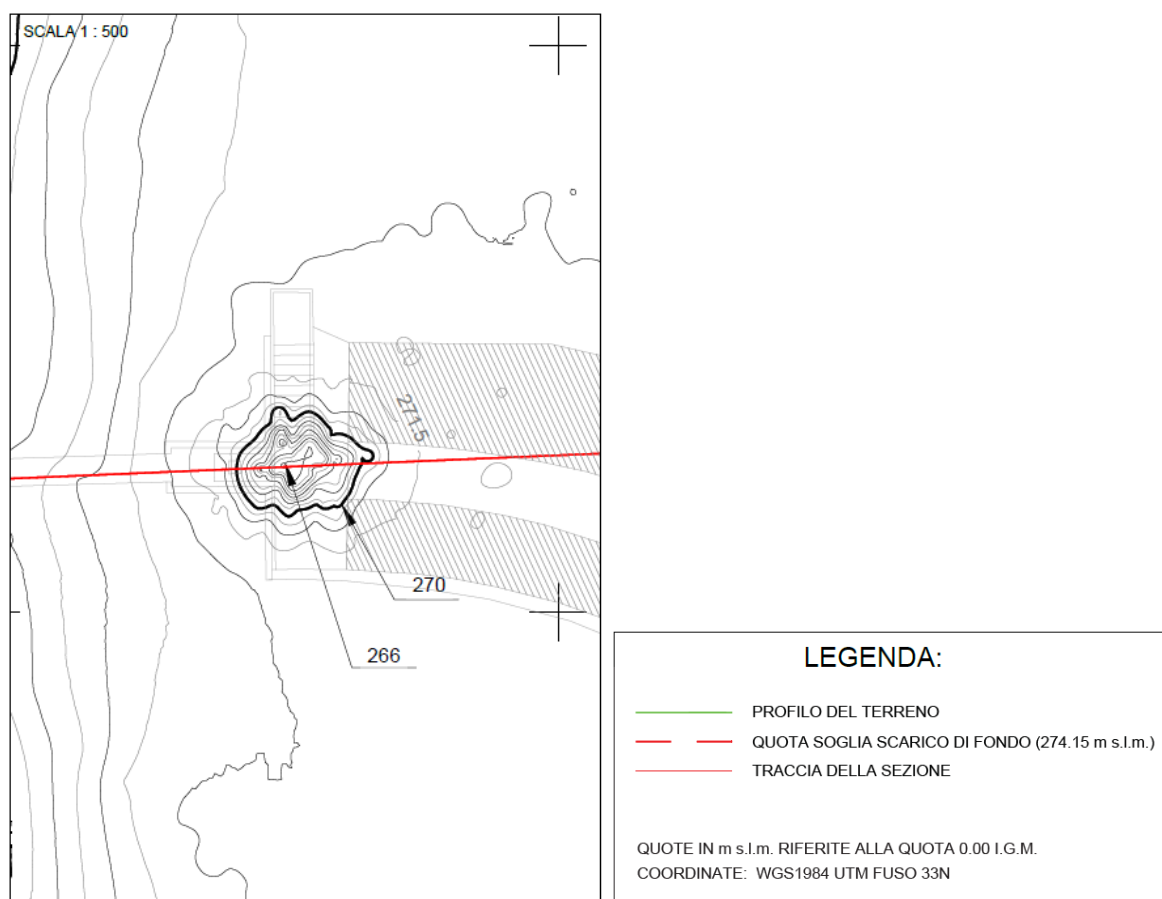 SCALA 1 : 500
271.5
270
266
LEGENDA:
PROFILO DEL TERRENO
QUOTA SOGLIA SCARICO DI FONDO (274.15 m s.l.m.)
TRACCIA DELLA SEZIONE
QUOTE IN m s.l.m. RIFERITE ALLA QUOTA 0.00 I.G.M.
COORDINATE: WGS1984 UTM FUSO 33N